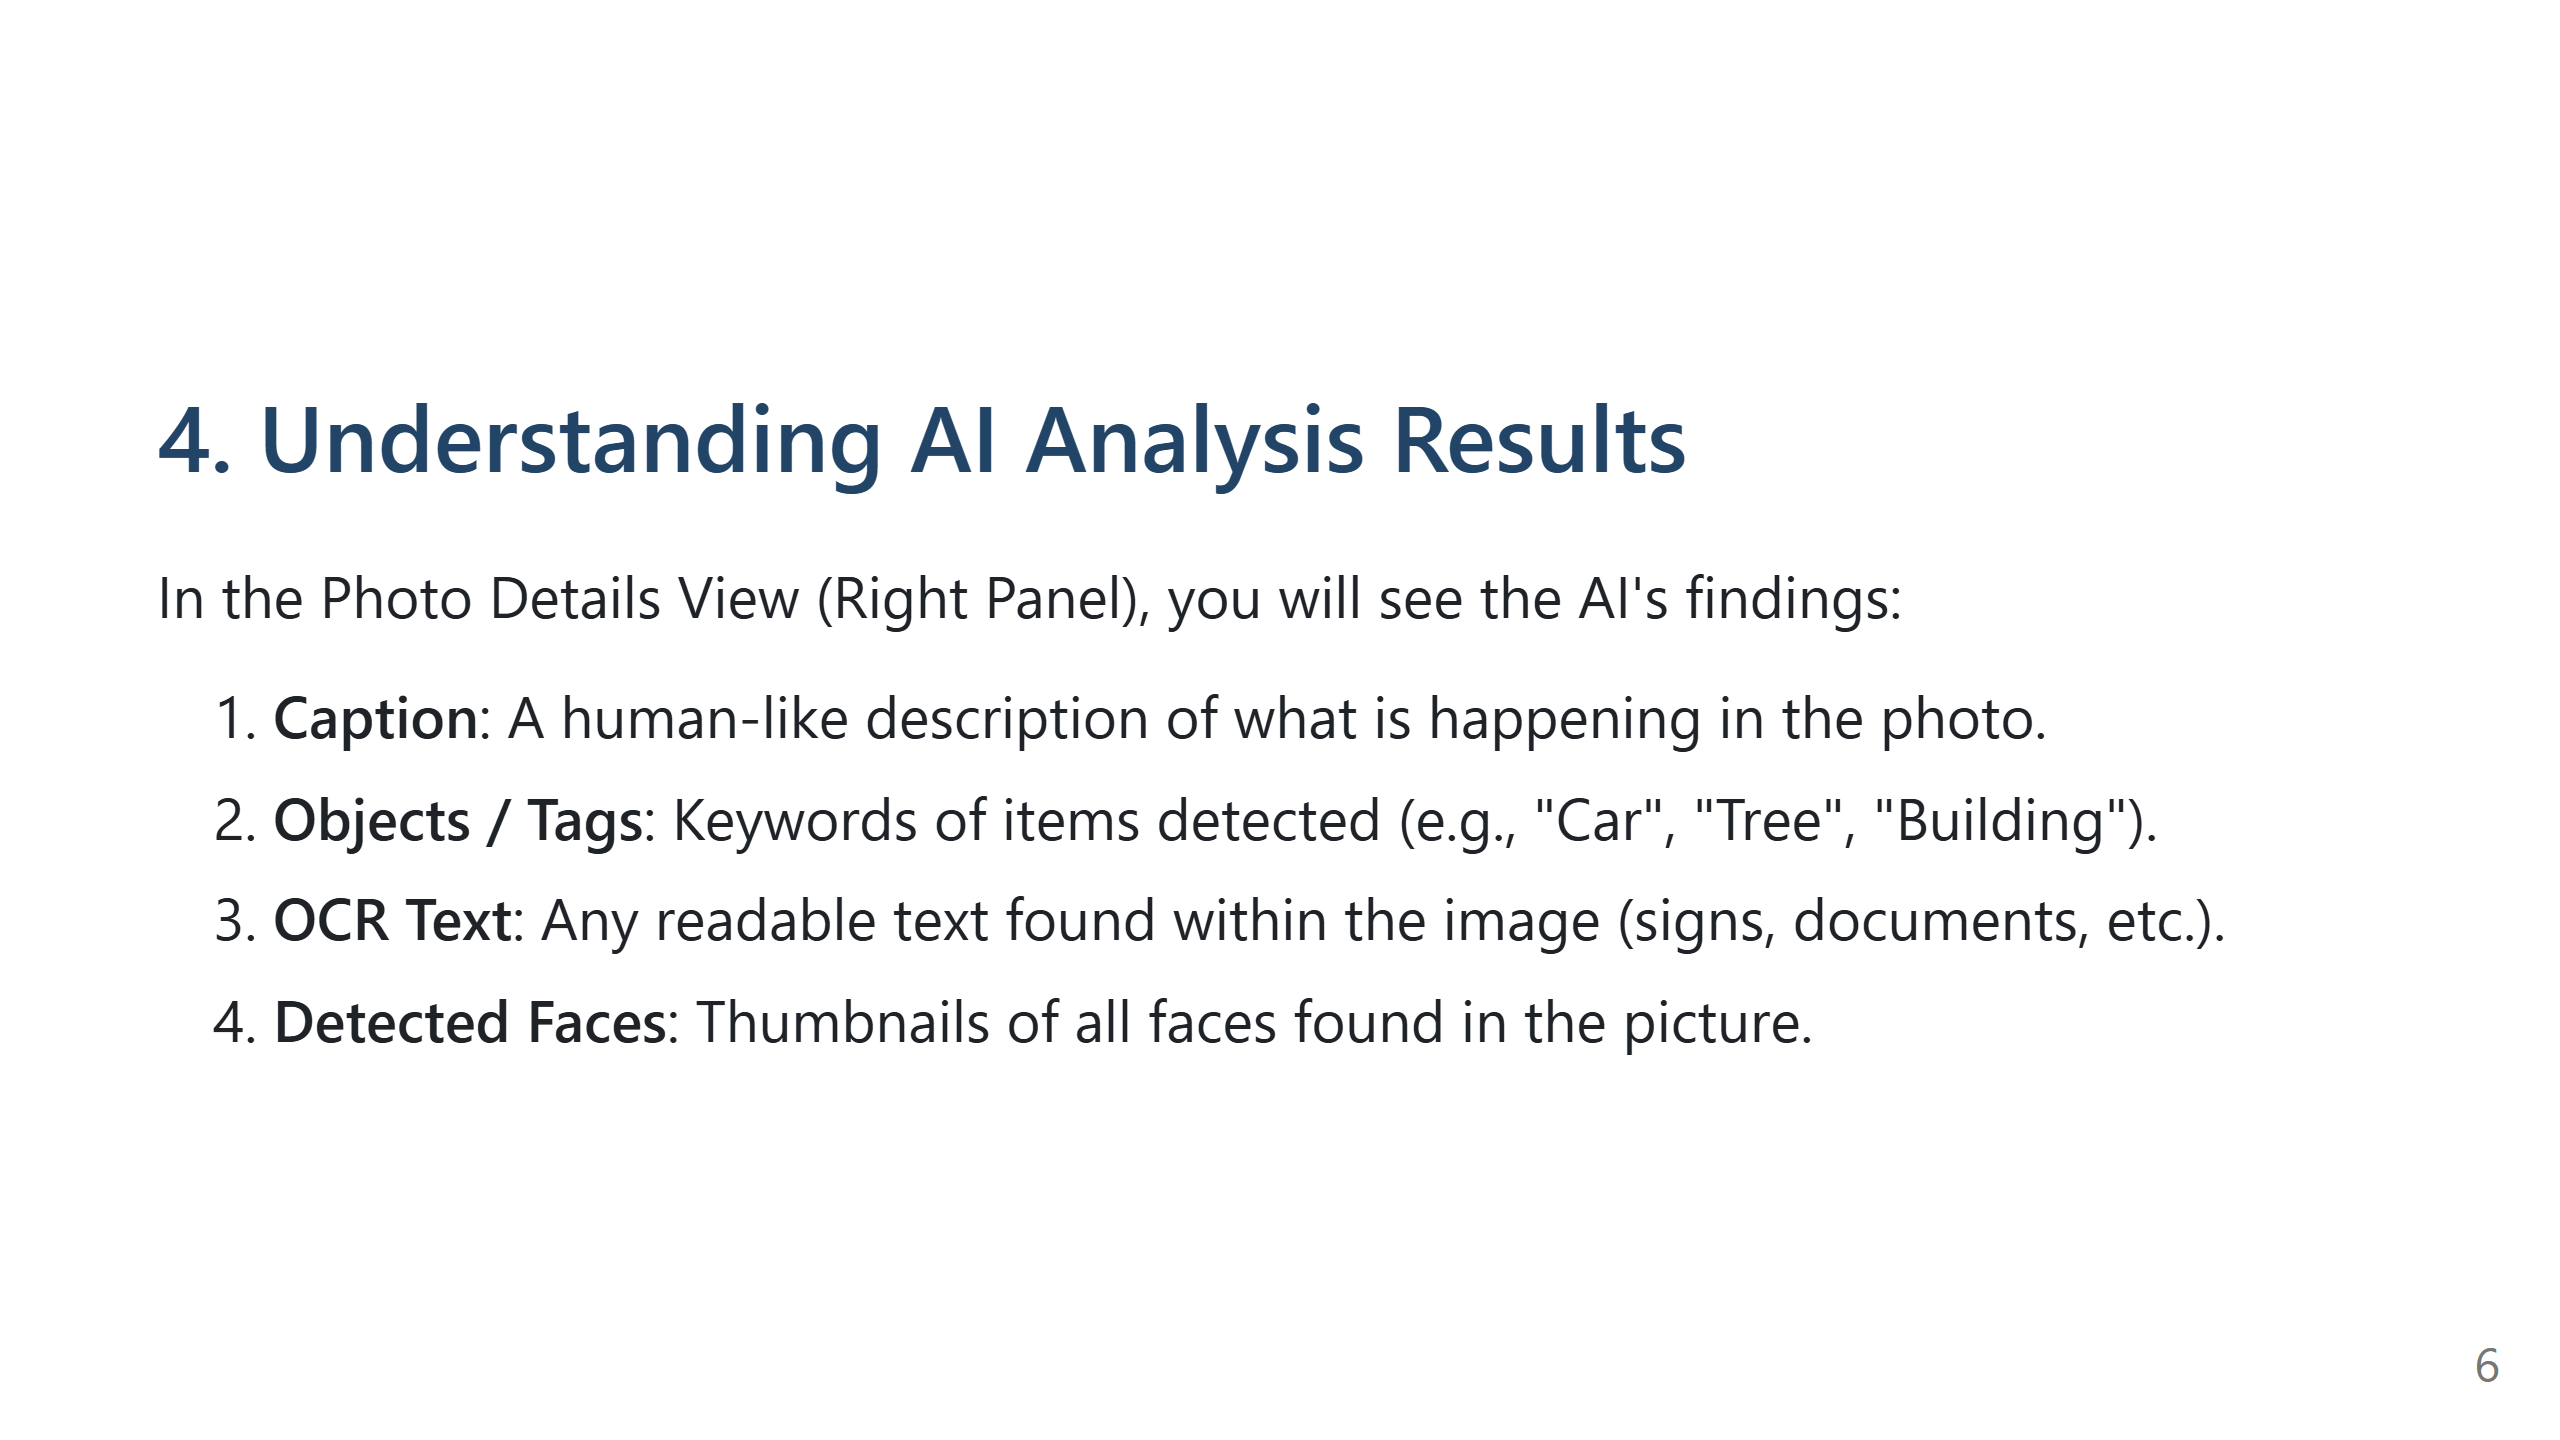 4. Understanding AI Analysis Results
In the Photo Details View (Right Panel), you will see the AI's findings:
1. Caption: A human-like description of what is happening in the photo.
2. Objects / Tags: Keywords of items detected (e.g., "Car", "Tree", "Building").
3. OCR Text: Any readable text found within the image (signs, documents, etc.).
4. Detected Faces: Thumbnails of all faces found in the picture.
6